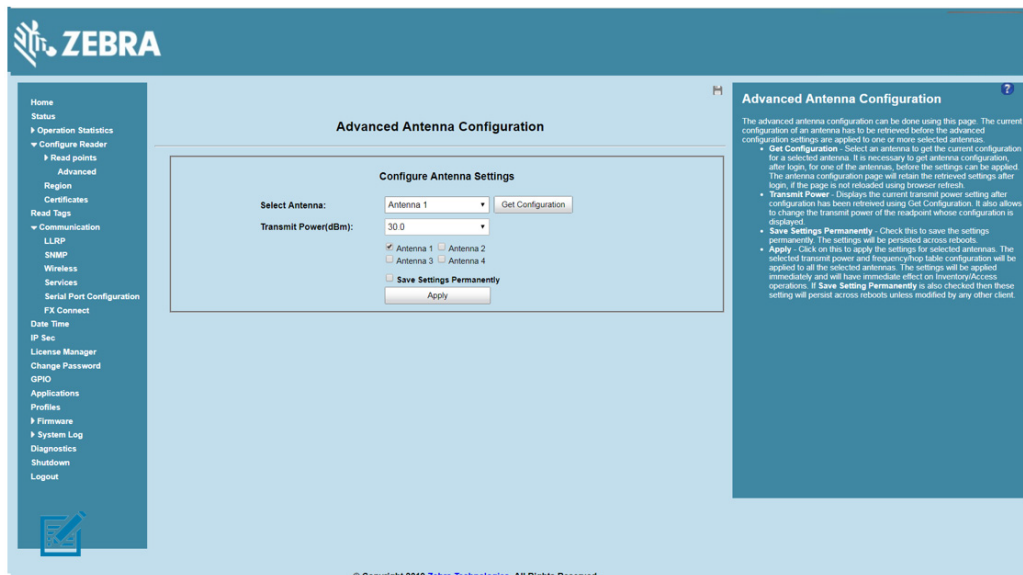 ZEBRA
Home
Status
Operation Statistics
Configure Reader
Read points
Advanced
Region
Certificates
Read Tags
Communication
LLRP
SNMP
Wireless
Services
Serial Port Configuration
FX Connect
Date Time
IP Sec
License Manager
Change Password
GPIO
Applications
Profiles
Firmware
System Log
Diagnostics
Shutdown
Logout
Advanced Antenna Configuration
Configure Antenna Settings
Select Antenna: Antenna 1 Get Configuration
Transmit Power(dBm): 30.0
Antenna 1 Antenna 2
Antenna 3 Antenna 4
Save Settings Permanently
Apply
?
Advanced Antenna Configuration
The advanced antenna configuration can be done using this page. The current
configuration of an antenna has to be retrieved before the advanced
configuration settings are applied to one or more selected antennas.
Get Configuration - Select an antenna to get the current configuration
for a selected antenna. It is necessary to get antenna configuration,
after login, for one of the antennas, before the settings can be applied.
The antenna configuration page will retain the retrieved settings after
login, if the page is not reloaded using browser refresh.
Transmit Power - Displays the current transmit power setting after
configuration has been retreived using Get Configuration. It also allows
to change the transmit power of the readpoint whose configuration is
displayed.
Save Settings Permanently - Check this to save the settings
permanently. The settings will be persisted across reboots.
Apply - Click on this to apply the settings for selected antennas. The
selected transmit power and frequency/hop table configuration will be
applied to all the selected antennas. The settings will be applied
immediately and will have immediate effect on Inventory/Access
operations. If Save Setting Permanently is also checked then these
setting will persist across reboots unless modified by any other client.
Zebra Technologies. All Rights Reserved.